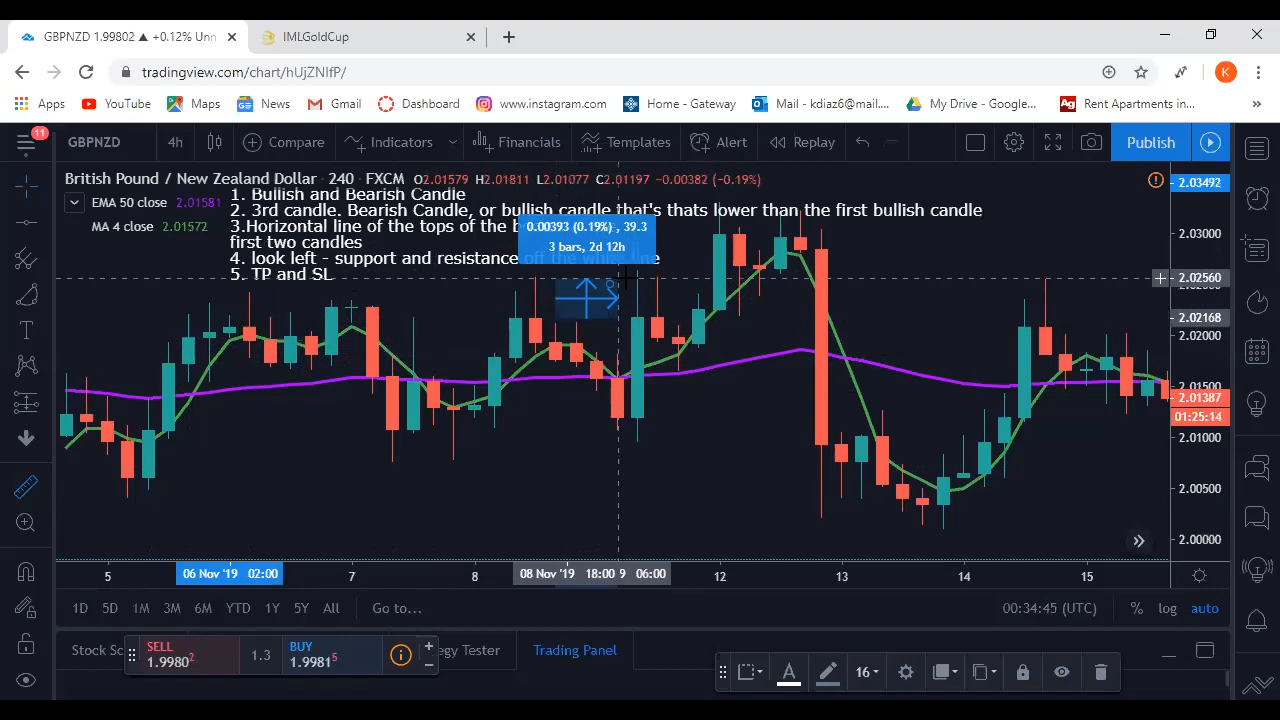 GBPNZD 1.99802 ▲ +0.12% Unn
IMLGoldCup
tradingview.com/chart/hUjZNIfP/
K
Apps
YouTube
Maps
News
Gmail
Dashboard
www.instagram.com
Home - Gateway
Mail - kalaz6@mail....
My Drive - Google...
Rent Apartments in...
11
GBPNZD
4h
Compare
Indicators
Financials
Templates
Alert
Replay
Publish
British Pound / New Zealand Dollar · 240 · FXCM O2.01579 H2.01811 L2.01077 C2.01197 −0.00382 (−0.19%)
EMA 50 close 2.01581
MA 4 close 2.01572
1. Bullish and Bearish Candle
2. 3rd candle. Bearish Candle, or bullish candle that's thats lower than the first bullish candle
3.Horizontal line of the tops of the b
first two candles
4. look left - support and resistance off the white line
5. TP and SL
0.00393 (0.19%) , 39.3
3 bars, 2d 12h
2.03492
2.03000
2.02560
2.02168
2.02000
2.01500
2.01387
01:25:14
2.01000
2.00500
2.00000
5
06 Nov '19 02:00
7
8
08 Nov '19 18:00
9 06:00
12
13
14
15
1D 5D 1M 3M 6M YTD 1Y 5Y All Go to...
00:34:45 (UTC) % log auto
Stock Sc
egy Tester
Trading Panel
SELL
1.99802
1.3
BUY
1.99815
16